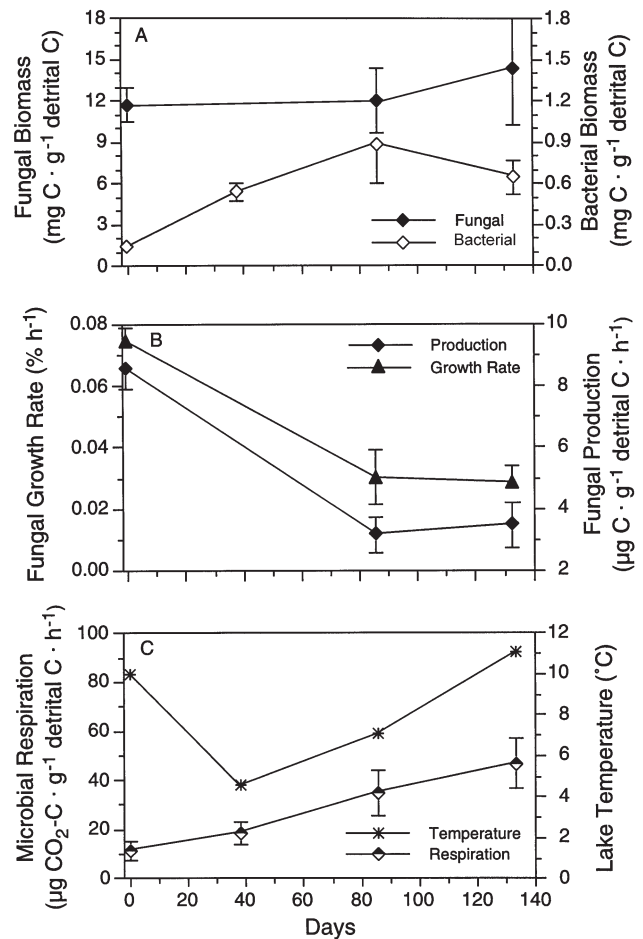 18
15
12
9
6
3
0
Fungal Biomass
(mg C · g⁻¹ detrital C)
A
Fungal
Bacterial
1.8
1.5
1.2
0.9
0.6
0.3
0.0
Bacterial Biomass
(mg C · g⁻¹ detrital C)
0.08
0.06
0.04
0.02
0.00
Fungal Growth Rate (% h⁻¹)
B
Production
Growth Rate
10
8
6
4
2
Fungal Production
(µg C · g⁻¹ detrital C · h⁻¹)
100
80
60
40
20
0
Microbial Respiration
(µg CO₂-C · g⁻¹ detrital C · h⁻¹)
C
Temperature
Respiration
12
10
8
6
4
2
0
Lake Temperature (˚C)
0 20 40 60 80 100 120 140
Days